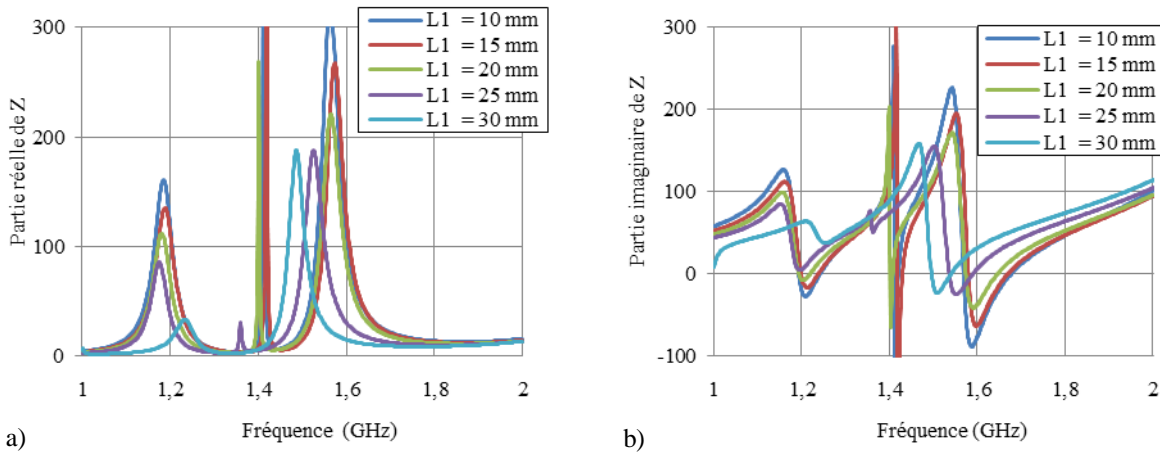 Partie réelle de Z
300
200
100
0
1
1,2
1,4
1,6
1,8
2
Fréquence (GHz)
L1 = 10 mm
L1 = 15 mm
L1 = 20 mm
L1 = 25 mm
L1 = 30 mm
a)
Partie imaginaire de Z
300
200
100
0
-100
1
1,2
1,4
1,6
1,8
2
Fréquence (GHz)
L1 = 10 mm
L1 = 15 mm
L1 = 20 mm
L1 = 25 mm
L1 = 30 mm
b)